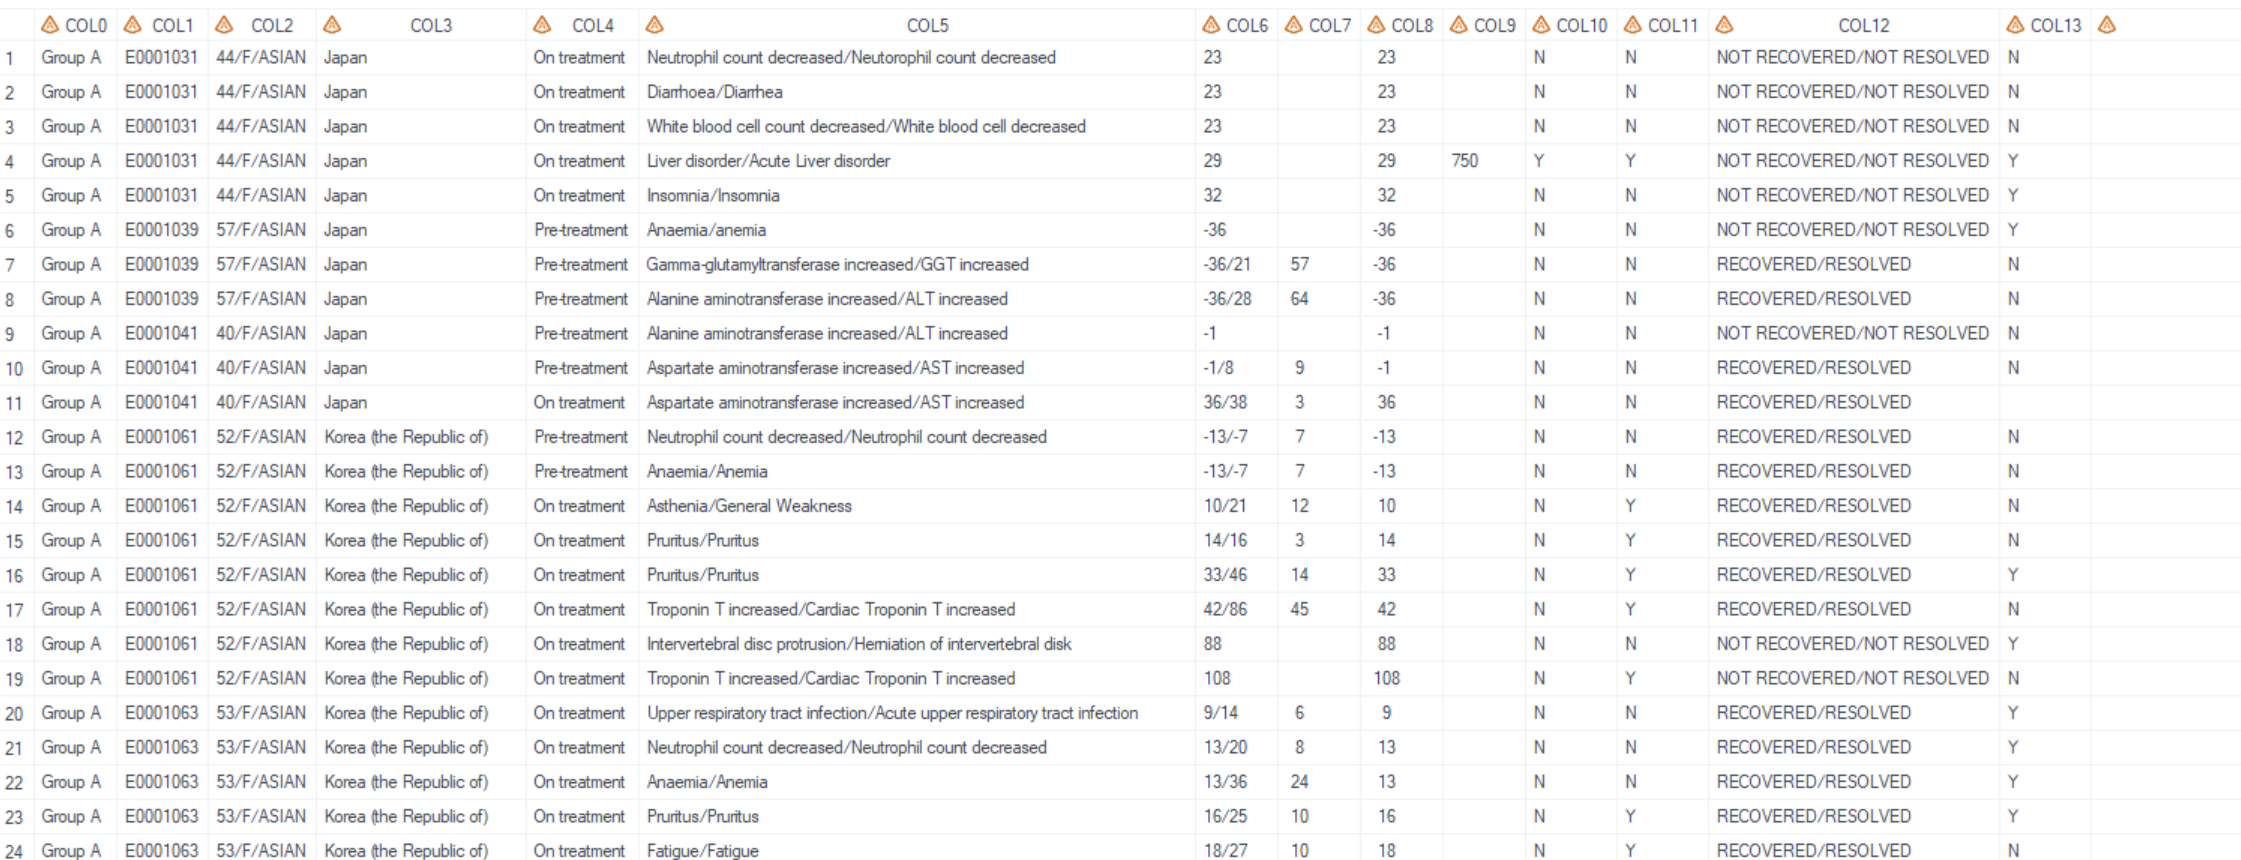 COL0 COL1 COL2 COL3 COL4 COL5 COL6 COL7 COL8 COL9 COL10 COL11 COL12 COL13
1 Group A E0001031 44/F/ASIAN Japan On treatment Neutrophil count decreased/Neutorophil count decreased 23 23 N N NOT RECOVERED/NOT RESOLVED N
2 Group A E0001031 44/F/ASIAN Japan On treatment Diarrhoea/Diarrhea 23 23 N N NOT RECOVERED/NOT RESOLVED N
3 Group A E0001031 44/F/ASIAN Japan On treatment White blood cell count decreased/White blood cell decreased 23 23 N N NOT RECOVERED/NOT RESOLVED N
4 Group A E0001031 44/F/ASIAN Japan On treatment Liver disorder/Acute Liver disorder 29 29 750 Y Y NOT RECOVERED/NOT RESOLVED Y
5 Group A E0001031 44/F/ASIAN Japan On treatment Insomnia/Insomnia 32 32 N N NOT RECOVERED/NOT RESOLVED Y
6 Group A E0001039 57/F/ASIAN Japan Pre-treatment Anaemia/anemia -36 -36 N N NOT RECOVERED/NOT RESOLVED Y
7 Group A E0001039 57/F/ASIAN Japan Pre-treatment Gamma-glutamyltransferase increased/GGT increased -36/21 57 -36 N N RECOVERED/RESOLVED N
8 Group A E0001039 57/F/ASIAN Japan Pre-treatment Alanine aminotransferase increased/ALT increased -36/28 64 -36 N N RECOVERED/RESOLVED N
9 Group A E0001041 40/F/ASIAN Japan Pre-treatment Alanine aminotransferase increased/ALT increased -1 -1 N N NOT RECOVERED/NOT RESOLVED N
10 Group A E0001041 40/F/ASIAN Japan Pre-treatment Aspartate aminotransferase increased/AST increased -1/8 9 -1 N N RECOVERED/RESOLVED N
11 Group A E0001041 40/F/ASIAN Japan On treatment Aspartate aminotransferase increased/AST increased 36/38 3 36 N N RECOVERED/RESOLVED
12 Group A E0001061 52/F/ASIAN Korea (the Republic of) Pre-treatment Neutrophil count decreased/Neutrophil count decreased -13/-7 7 -13 N N RECOVERED/RESOLVED N
13 Group A E0001061 52/F/ASIAN Korea (the Republic of) Pre-treatment Anaemia/Anemia -13/-7 7 -13 N N RECOVERED/RESOLVED N
14 Group A E0001061 52/F/ASIAN Korea (the Republic of) On treatment Asthenia/General Weakness 10/21 12 10 N Y RECOVERED/RESOLVED N
15 Group A E0001061 52/F/ASIAN Korea (the Republic of) On treatment Pruritus/Pruritus 14/16 3 14 N Y RECOVERED/RESOLVED N
16 Group A E0001061 52/F/ASIAN Korea (the Republic of) On treatment Pruritus/Pruritus 33/46 14 33 N Y RECOVERED/RESOLVED Y
17 Group A E0001061 52/F/ASIAN Korea (the Republic of) On treatment Troponin T increased/Cardiac Troponin T increased 42/86 45 42 N Y RECOVERED/RESOLVED N
18 Group A E0001061 52/F/ASIAN Korea (the Republic of) On treatment Intervertebral disc protrusion/Herniation of intervertebral disk 88 88 N N NOT RECOVERED/NOT RESOLVED Y
19 Group A E0001061 52/F/ASIAN Korea (the Republic of) On treatment Troponin T increased/Cardiac Troponin T increased 108 108 N Y NOT RECOVERED/NOT RESOLVED N
20 Group A E0001063 53/F/ASIAN Korea (the Republic of) On treatment Upper respiratory tract infection/Acute upper respiratory tract infection 9/14 6 9 N N RECOVERED/RESOLVED Y
21 Group A E0001063 53/F/ASIAN Korea (the Republic of) On treatment Neutrophil count decreased/Neutrophil count decreased 13/20 8 13 N N RECOVERED/RESOLVED Y
22 Group A E0001063 53/F/ASIAN Korea (the Republic of) On treatment Anaemia/Anemia 13/36 24 13 N N RECOVERED/RESOLVED Y
23 Group A E0001063 53/F/ASIAN Korea (the Republic of) On treatment Pruritus/Pruritus 16/25 10 16 N Y RECOVERED/RESOLVED Y
24 Group A E0001063 53/F/ASIAN Korea (the Republic of) On treatment Fatigue/Fatigue 18/27 10 18 N Y RECOVERED/RESOLVED N